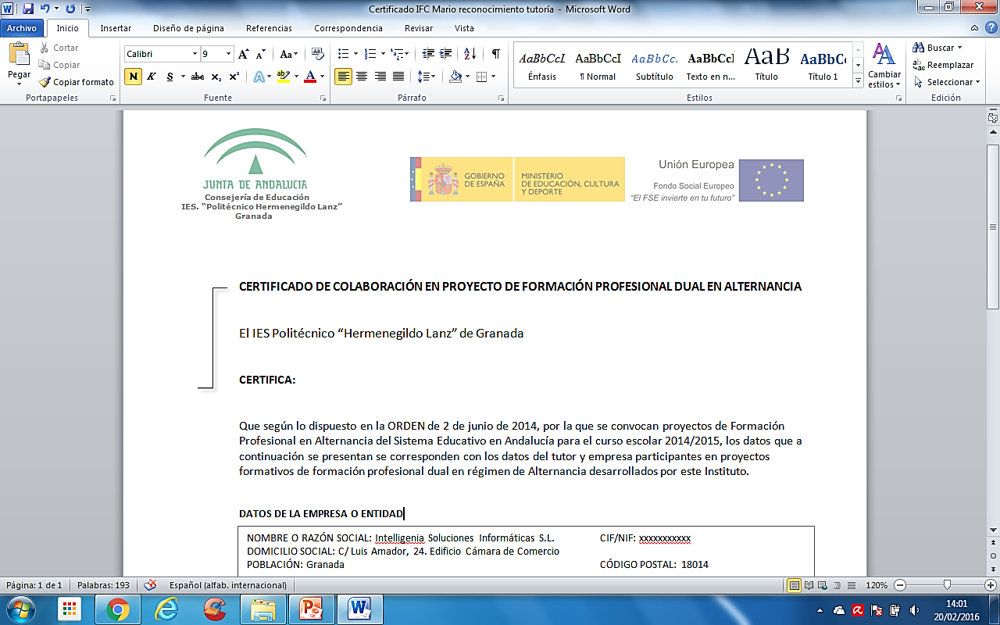 Certificado IFC Mario reconocimiento tutoría - Microsoft Word
Archivo Inicio Insertar Diseño de página Referencias Correspondencia Revisar Vista
Pegar
Cortar
Copiar
Copiar formato
Portapapeles
Calibri 9
N K S abc x₂ x²
Fuente
Párrafo
AaBbCcI AaBbCcI AaBbCc. AaBbCcI AaB AaBbCc
Énfasis ¶ Normal Subtítulo Texto en n... Título Título 1
Cambiar estilos
Estilos
Buscar
Reemplazar
Seleccionar
Edición
JUNTA DE ANDALUCIA
Consejería de Educación
IES. “Politécnico Hermenegildo Lanz”
Granada
GOBIERNO
DE ESPAÑA
MINISTERIO
DE EDUCACIÓN, CULTURA
Y DEPORTE
Unión Europea
Fondo Social Europeo
“El FSE invierte en tu futuro”
CERTIFICADO DE COLABORACIÓN EN PROYECTO DE FORMACIÓN PROFESIONAL DUAL EN ALTERNANCIA
El IES Politécnico “Hermenegildo Lanz” de Granada
CERTIFICA:
Que según lo dispuesto en la ORDEN de 2 de junio de 2014, por la que se convocan proyectos de Formación
Profesional en Alternancia del Sistema Educativo en Andalucía para el curso escolar 2014/2015, los datos que a
continuación se presentan se corresponden con los datos del tutor y empresa participantes en proyectos
formativos de formación profesional dual en régimen de Alternancia desarrollados por este Instituto.
DATOS DE LA EMPRESA O ENTIDAD
NOMBRE O RAZÓN SOCIAL: Intelligenia Soluciones Informáticas S.L. CIF/NIF: xxxxxxxxxxx
DOMICILIO SOCIAL: C/ Luis Amador, 24. Edificio Cámara de Comercio
POBLACIÓN: Granada CÓDIGO POSTAL: 18014
Página: 1 de 1 Palabras: 193 Español (alfab. internacional) 120%
14:01
20/02/2016